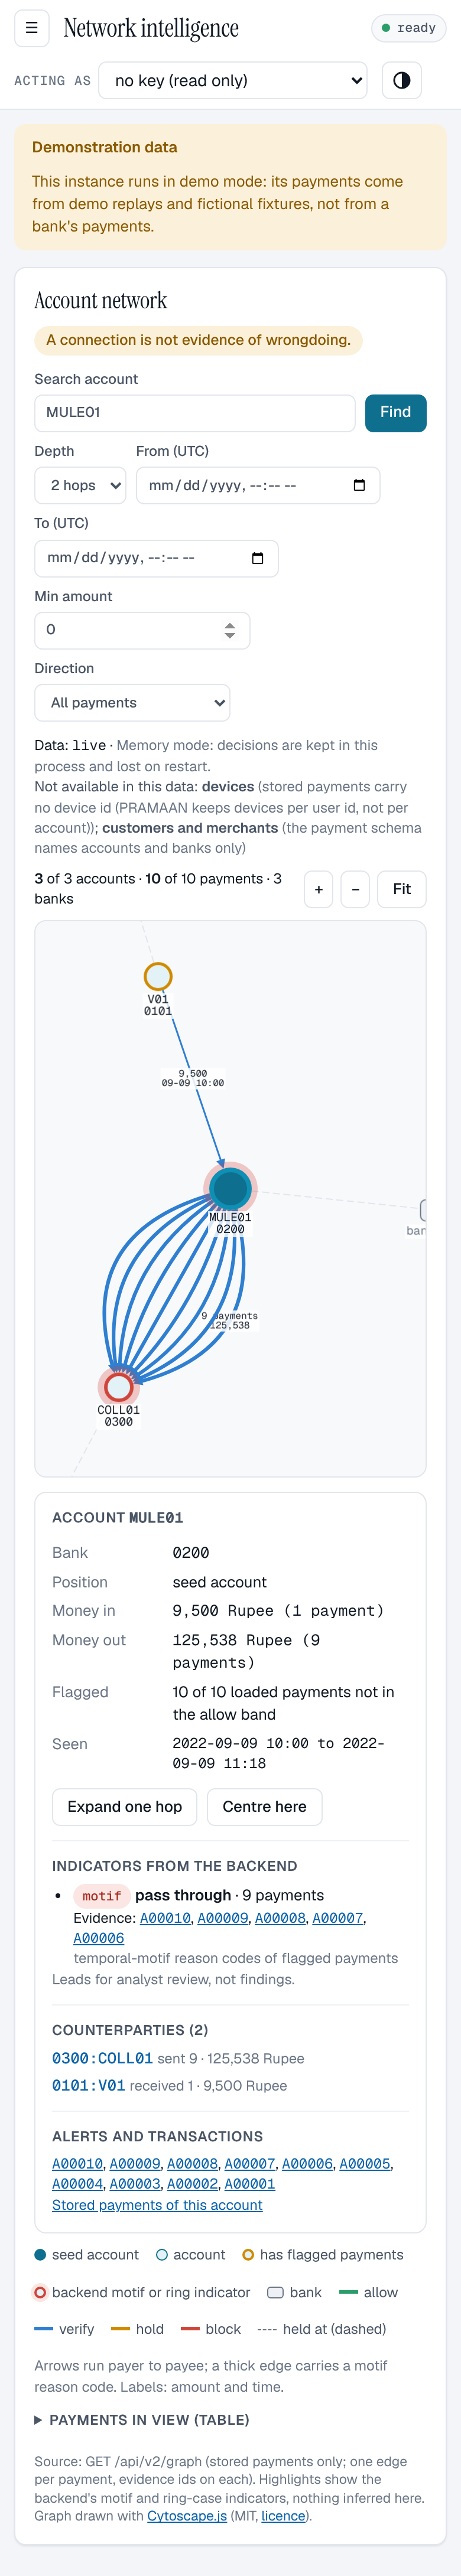 ☰ Network intelligence ready
ACTING AS no key (read only)
Demonstration data
This instance runs in demo mode: its payments come
from demo replays and fictional fixtures, not from a
bank's payments.
Account network
A connection is not evidence of wrongdoing.
Search account
MULE01 Find
Depth From (UTC)
2 hops mm/dd/yyyy, --:-- --
To (UTC)
mm/dd/yyyy, --:-- --
Min amount
0
Direction
All payments
Data: live · Memory mode: decisions are kept in this
process and lost on restart.
Not available in this data: devices (stored payments carry
no device id (PRAMAAN keeps devices per user id, not per
account)); customers and merchants (the payment schema
names accounts and banks only)
3 of 3 accounts · 10 of 10 payments · 3
banks
+ − Fit
V01
0101
9,500
09-09 10:00
MULE01
0200
bar
9 payments
125,538
COLL01
0300
ACCOUNT MULE01
Bank 0200
Position seed account
Money in 9,500 Rupee (1 payment)
Money out 125,538 Rupee (9
payments)
Flagged 10 of 10 loaded payments not in
the allow band
Seen 2022-09-09 10:00 to 2022-
09-09 11:18
Expand one hop Centre here
INDICATORS FROM THE BACKEND
• motif pass through · 9 payments
Evidence: A00010, A00009, A00008, A00007,
A00006
temporal-motif reason codes of flagged payments
Leads for analyst review, not findings.
COUNTERPARTIES (2)
0300:COLL01 sent 9 · 125,538 Rupee
0101:V01 received 1 · 9,500 Rupee
ALERTS AND TRANSACTIONS
A00010, A00009, A00008, A00007, A00006, A00005,
A00004, A00003, A00002, A00001
Stored payments of this account
seed account account has flagged payments
backend motif or ring indicator bank allow
verify hold block held at (dashed)
Arrows run payer to payee; a thick edge carries a motif
reason code. Labels: amount and time.
▶ PAYMENTS IN VIEW (TABLE)
Source: GET /api/v2/graph (stored payments only; one edge
per payment, evidence ids on each). Highlights show the
backend's motif and ring-case indicators, nothing inferred here.
Graph drawn with Cytoscape.js (MIT, licence).